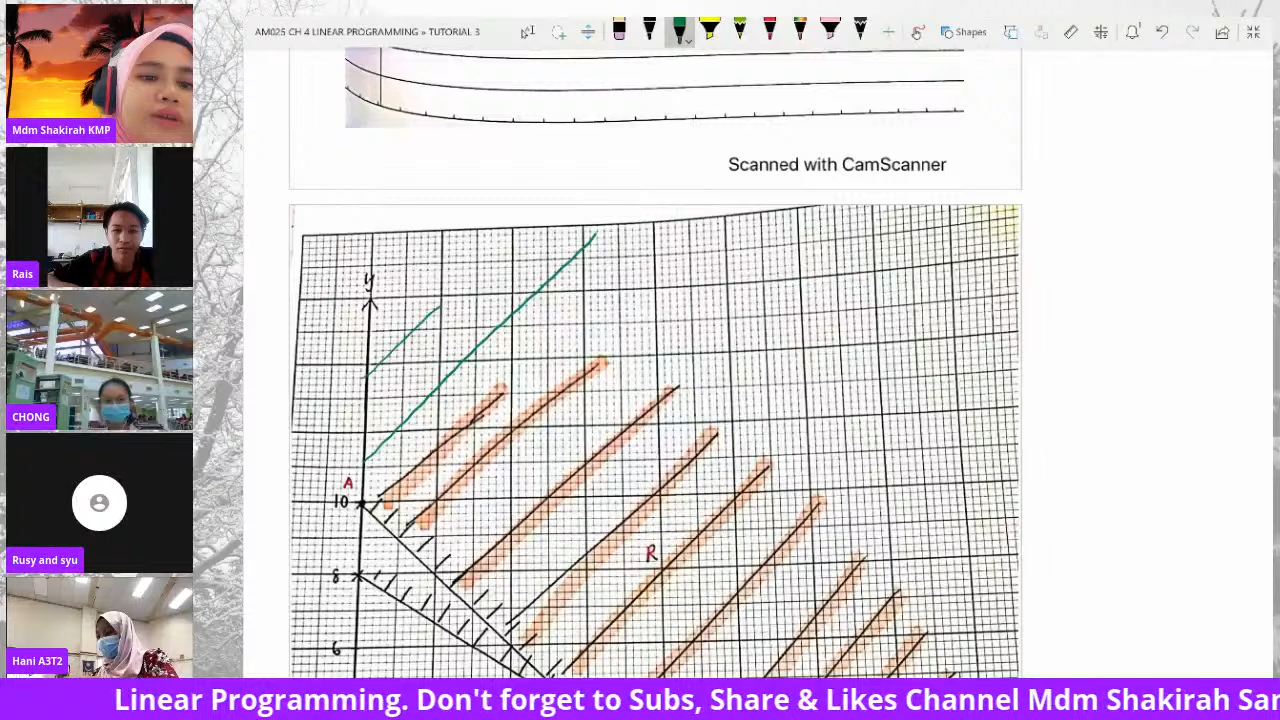 AM025 CH 4 LINEAR PROGRAMMING » TUTORIAL 3
Shapes
Mdm Shakirah KMP
Rais
CHONG
Rusy and syu
Hani A3T2
Scanned with CamScanner
y
A
10
R
8
6
Linear Programming. Don't forget to Subs, Share & Likes Channel Mdm Shakirah Sar